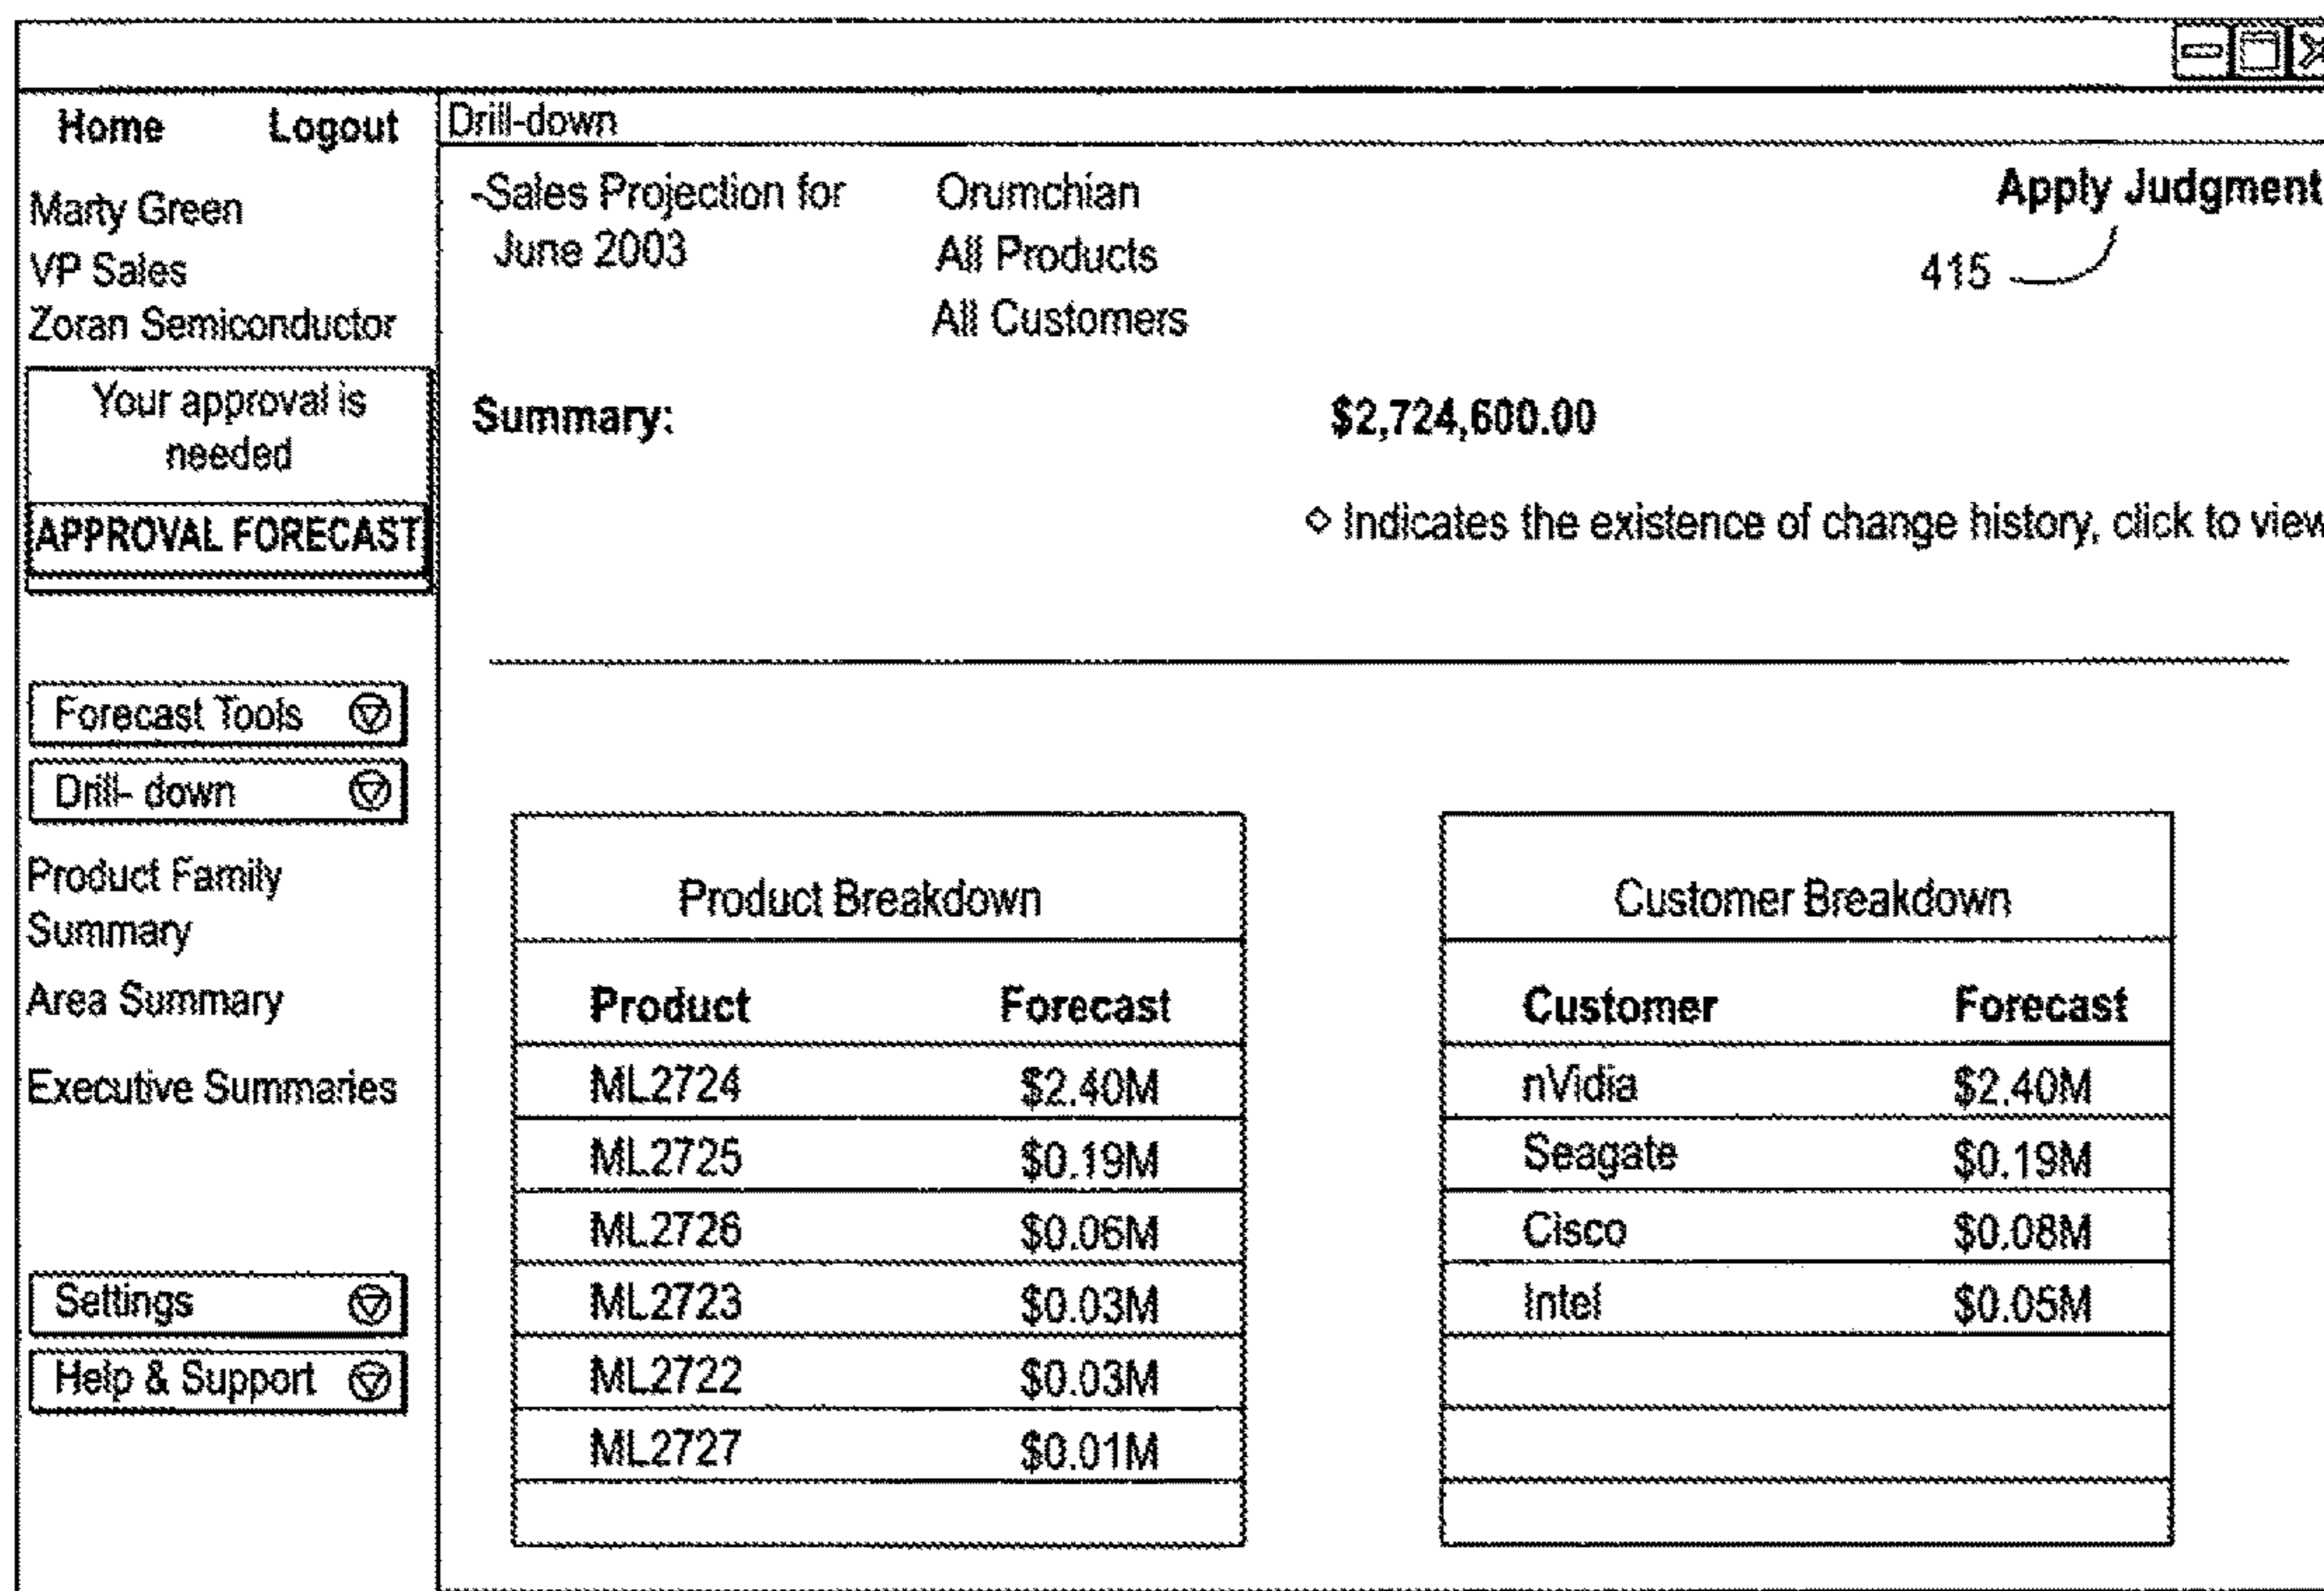 Home Logout
Marty Green
VP Sales
Zoran Semiconductor
Your approval is
needed
APPROVAL FORECAST
Forecast Tools
Drill- down
Product Family
Summary
Area Summary
Executive Summaries
Settings
Help & Support
Drill-down
-Sales Projection for Orumchian
June 2003 All Products
All Customers
Apply Judgment
415
Summary: $2,724,600.00
◇ Indicates the existence of change history, click to view
Product Breakdown
Product Forecast
ML2724 $2.40M
ML2725 $0.19M
ML2726 $0.06M
ML2723 $0.03M
ML2722 $0.03M
ML2727 $0.01M
Customer Breakdown
Customer Forecast
nVidia $2.40M
Seagate $0.19M
Cisco $0.08M
Intel $0.05M